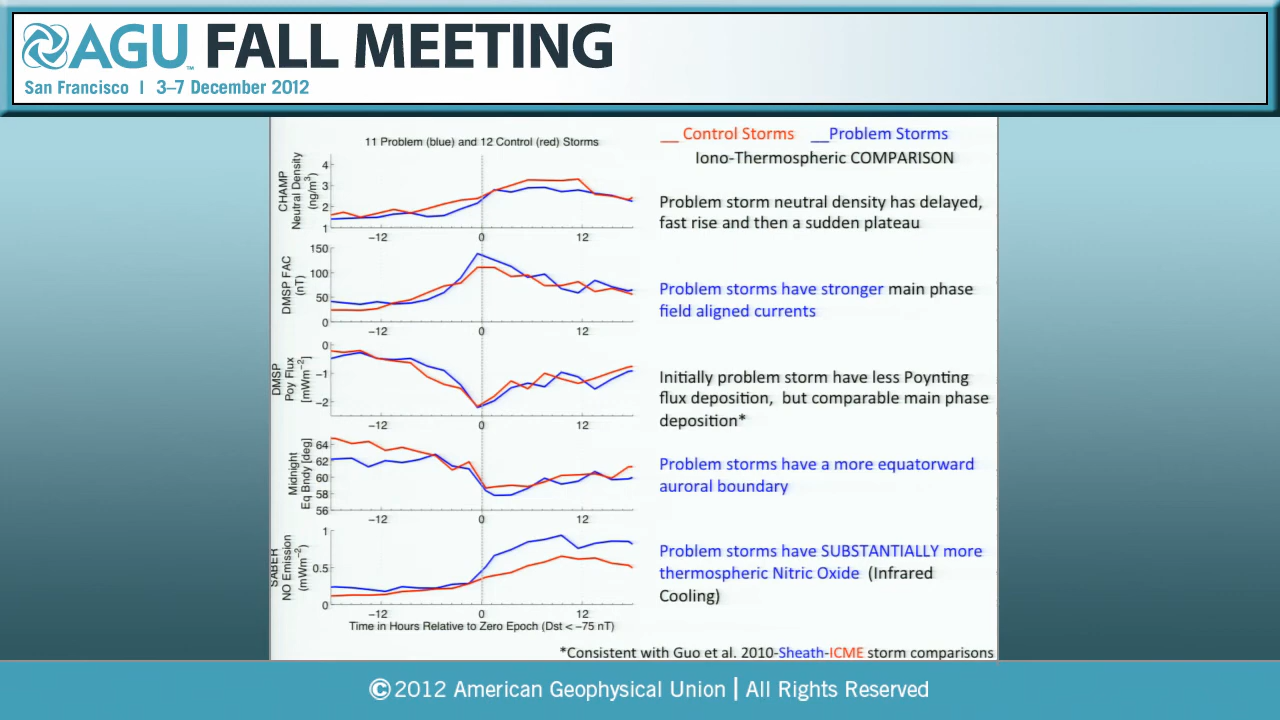 AGU FALL MEETING
San Francisco | 3–7 December 2012
11 Problem (blue) and 12 Control (red) Storms
__ Control Storms __Problem Storms
Iono-Thermospheric COMPARISON
CHAMP
Neutral Density
(ng/m³)
4
3
2
1
−12 0 12
Problem storm neutral density has delayed,
fast rise and then a sudden plateau
DMSP FAC
(nT)
150
100
50
0
−12 0 12
Problem storms have stronger main phase
field aligned currents
DMSP
Poy Flux
[mWm⁻²]
0
−1
−2
−12 0 12
Initially problem storm have less Poynting
flux deposition, but comparable main phase
deposition*
Midnight
Eq Bndy [deg]
64
62
60
58
56
−12 0 12
Problem storms have a more equatorward
auroral boundary
SABER
NO Emission
(mWm⁻²)
1
0.5
0
−12 0 12
Time in Hours Relative to Zero Epoch (Dst < −75 nT)
Problem storms have SUBSTANTIALLY more
thermospheric Nitric Oxide (Infrared
Cooling)
*Consistent with Guo et al. 2010-Sheath-ICME storm comparisons
©2012 American Geophysical Union | All Rights Reserved